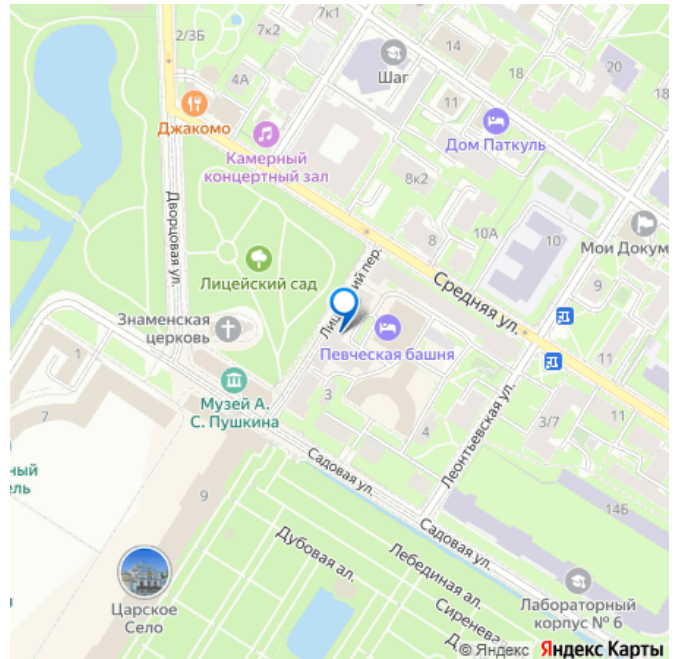 7к1
7к2
2/3Б
14
20
Шаг
18
18
4А
11
Джакомо
Дом Паткуль
Камерный
концертный зал
8к2
Дворцовая ул.
8
10А
10
Мои Докум
Лицейский сад
Средняя ул.
9
Знаменская
церковь
Певческая башня
11
1
Музей А.
С. Пушкина
3
7
4
3/7
11
Леонтьевская ул.
ный
ель
Садовая ул.
9
14Б
Садовая ул.
Дубовая ал.
Лебединая ал.
Царское
Село
Сиренева
Лабораторный
корпус № 6
© Яндекс Яндекс Карты